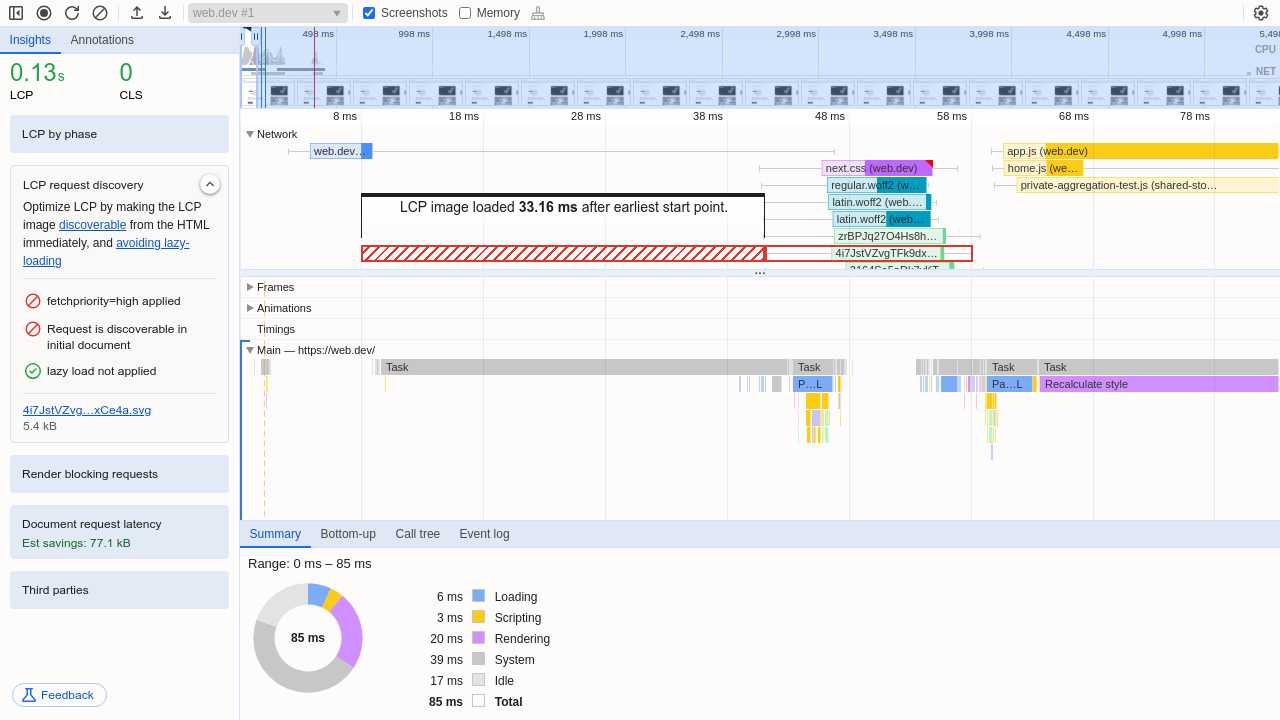 web.dev #1
Screenshots
Memory
Insights
Annotations
0.13s
LCP
0
CLS
LCP by phase
LCP request discovery
Optimize LCP by making the LCP
image discoverable from the HTML
immediately, and avoiding lazy-
loading
fetchpriority=high applied
Request is discoverable in
initial document
lazy load not applied
4i7JstVZvg…xCe4a.svg
5.4 kB
Render blocking requests
Document request latency
Est savings: 77.1 kB
Third parties
Feedback
498 ms
998 ms
1,498 ms
1,998 ms
2,498 ms
2,998 ms
3,498 ms
3,998 ms
4,498 ms
4,998 ms
5,498
CPU
NET
8 ms
18 ms
28 ms
38 ms
48 ms
58 ms
68 ms
78 ms
Network
web.dev…
app.js (web.dev)
next.css (web.dev)
home.js (we…
regular.woff2 (w…
private-aggregation-test.js (shared-sto…
latin.woff2 (web.…
LCP image loaded 33.16 ms after earliest start point.
latin.woff2 (web…
zrBPJq27O4Hs8h…
4i7JstVZvgTFk9dx…
…
Frames
Animations
Timings
Main — https://web.dev/
Task
Task
Task
Task
P…L
Pa…L
Recalculate style
Summary
Bottom-up
Call tree
Event log
Range: 0 ms – 85 ms
85 ms
6 ms Loading
3 ms Scripting
20 ms Rendering
39 ms System
17 ms Idle
85 ms Total